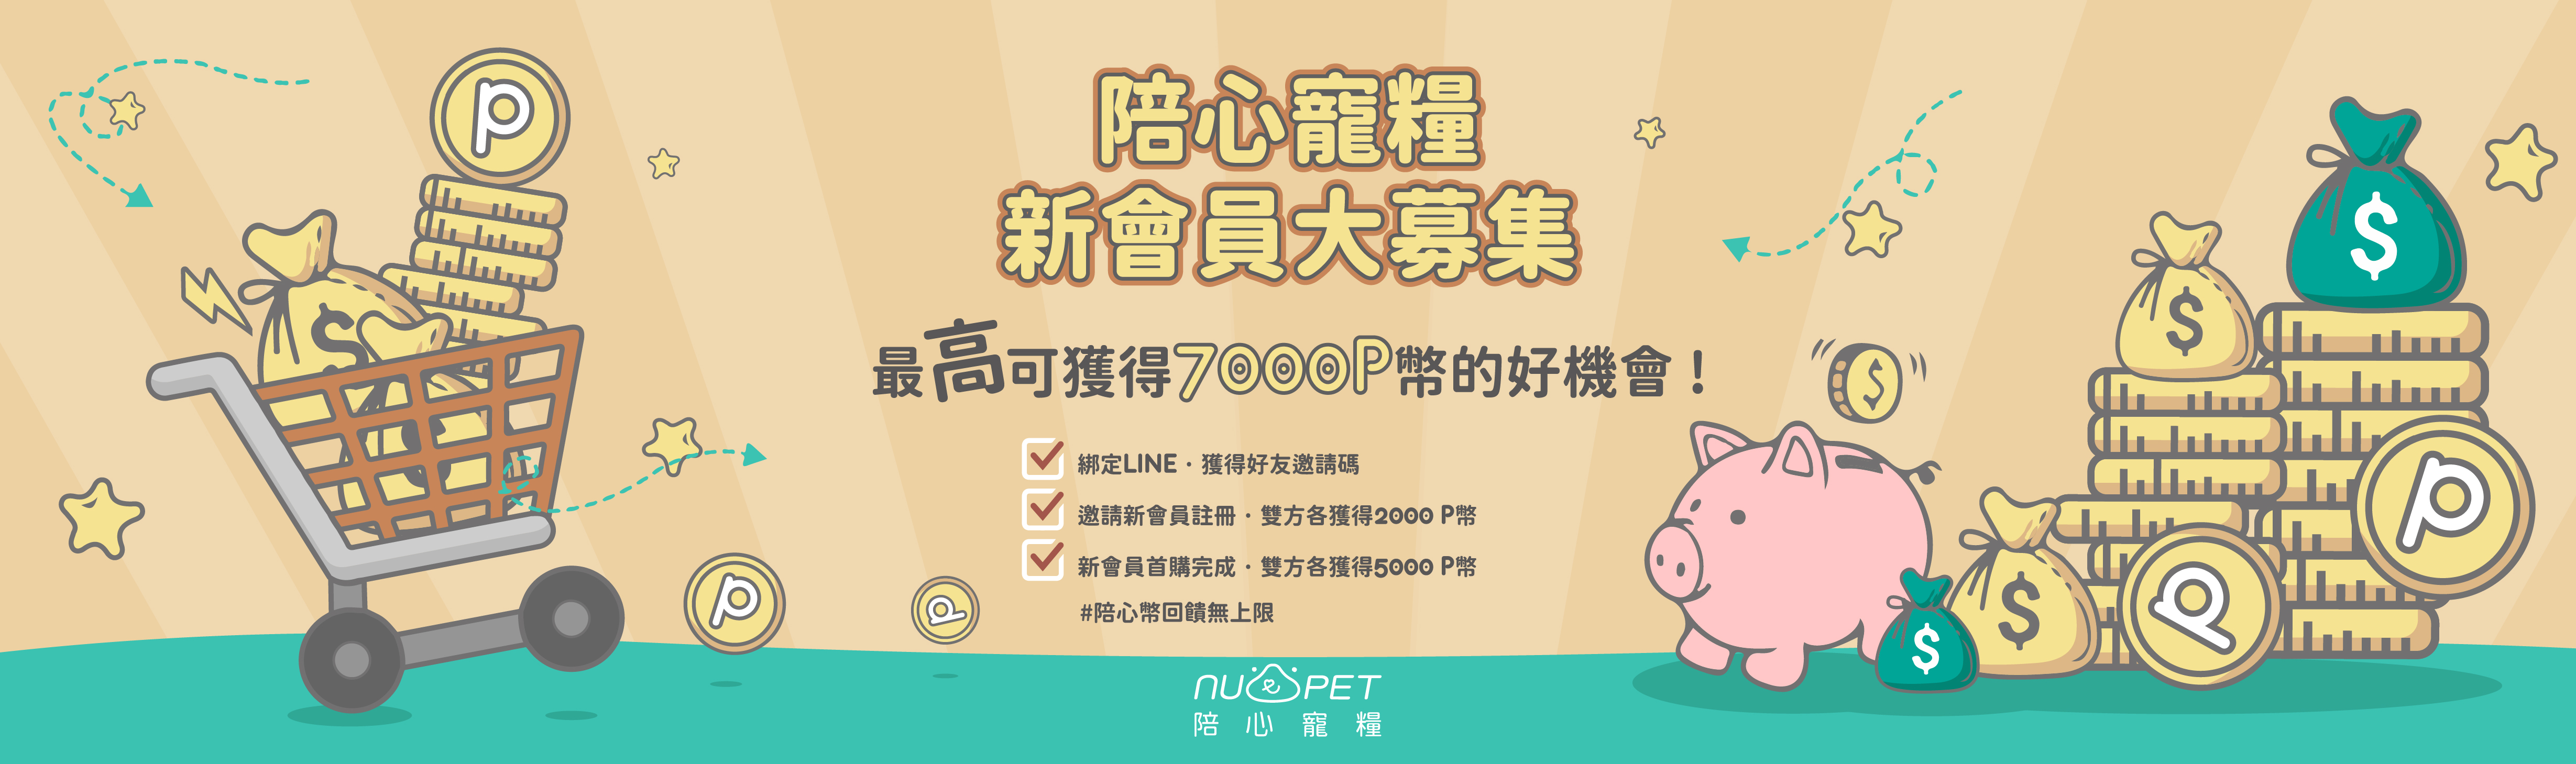 陪心寵糧
新會員大募集
最高可獲得7000P幣的好機會！
綁定LINE・獲得好友邀請碼
邀請新會員註冊・雙方各獲得2000 P幣
新會員首購完成・雙方各獲得5000 P幣
#陪心幣回饋無上限
NU PET
陪心寵糧
P
$
$
P
P
$
$
$
$
$
P
P